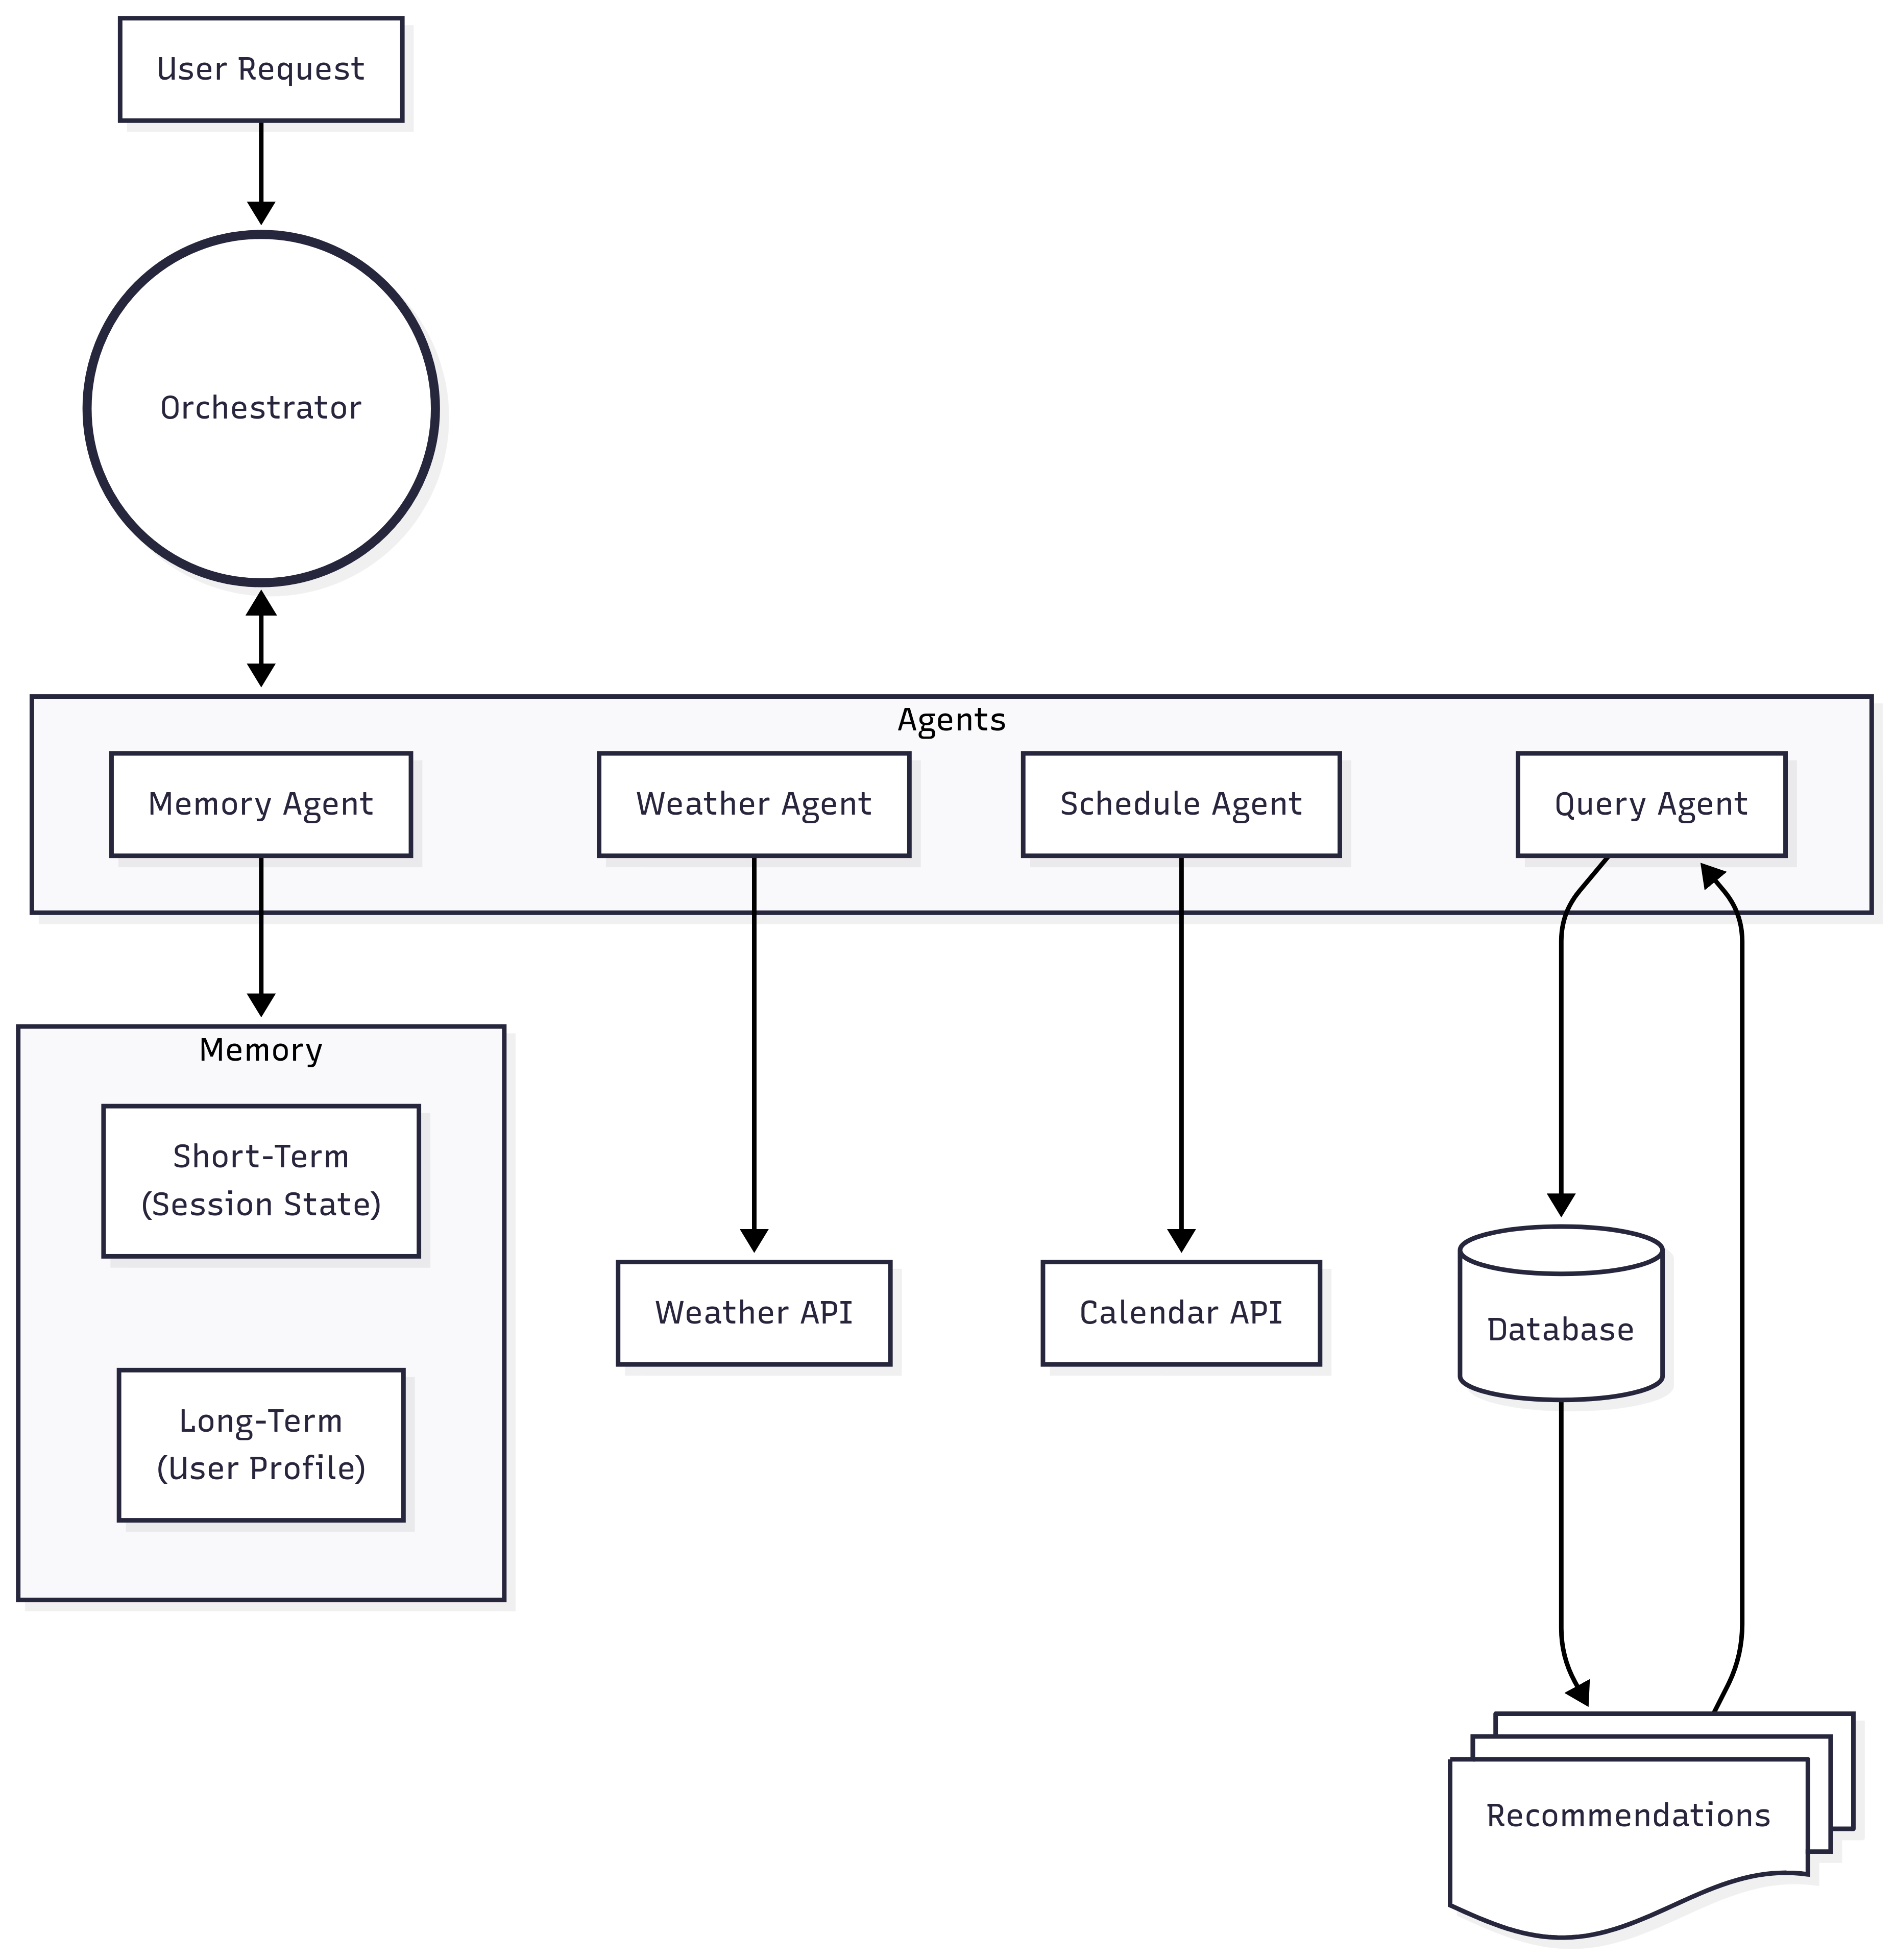 User Request
Orchestrator
Agents
Memory Agent
Weather Agent
Schedule Agent
Query Agent
Memory
Short-Term
(Session State)
Weather API
Calendar API
Database
Long-Term
(User Profile)
Recommendations